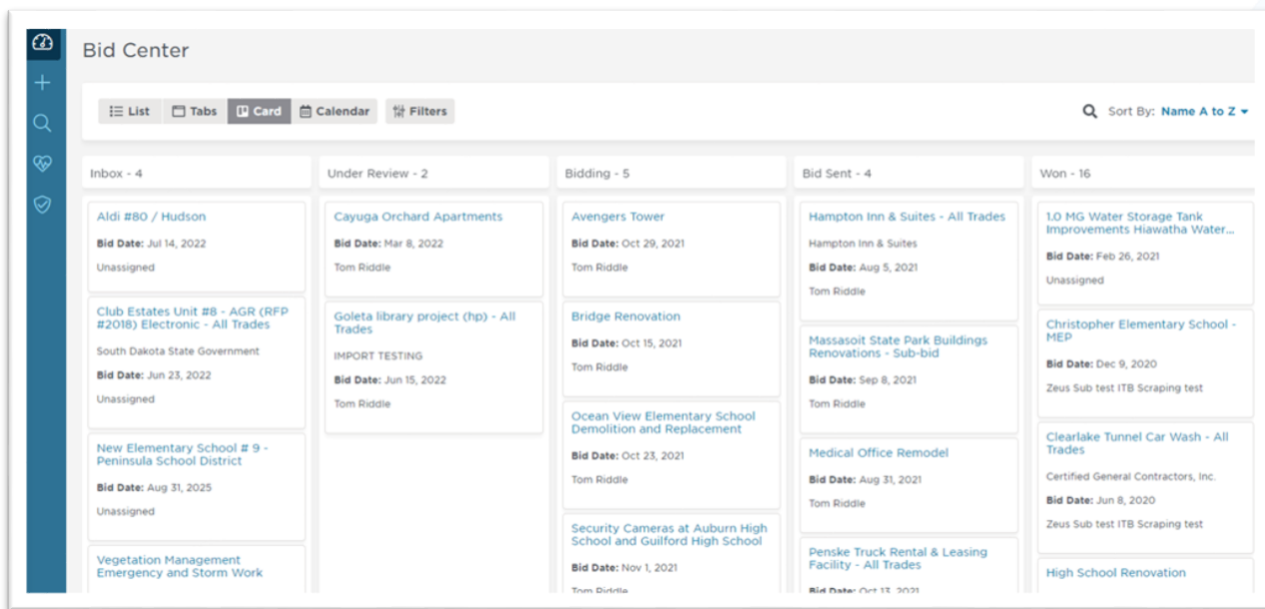 Bid Center
List
Tabs
Card
Calendar
Filters
Sort By: Name A to Z
Inbox - 4
Aldi #80 / Hudson
Bid Date: Jul 14, 2022
Unassigned
Club Estates Unit #8 - AGR (RFP
#2018) Electronic - All Trades
South Dakota State Government
Bid Date: Jun 23, 2022
Unassigned
New Elementary School # 9 -
Peninsula School District
Bid Date: Aug 31, 2025
Unassigned
Vegetation Management
Emergency and Storm Work
Under Review - 2
Cayuga Orchard Apartments
Bid Date: Mar 8, 2022
Tom Riddle
Goleta library project (hp) - All
Trades
IMPORT TESTING
Bid Date: Jun 15, 2022
Tom Riddle
Bidding - 5
Avengers Tower
Bid Date: Oct 29, 2021
Tom Riddle
Bridge Renovation
Bid Date: Oct 15, 2021
Tom Riddle
Ocean View Elementary School
Demolition and Replacement
Bid Date: Oct 23, 2021
Tom Riddle
Security Cameras at Auburn High
School and Guilford High School
Bid Date: Nov 1, 2021
Tom Riddle
Bid Sent - 4
Hampton Inn & Suites - All Trades
Hampton Inn & Suites
Bid Date: Aug 5, 2021
Tom Riddle
Massasoit State Park Buildings
Renovations - Sub-bid
Bid Date: Sep 8, 2021
Tom Riddle
Medical Office Remodel
Bid Date: Aug 31, 2021
Tom Riddle
Penske Truck Rental & Leasing
Facility - All Trades
Bid Date: Oct 13, 2021
Won - 16
1.0 MG Water Storage Tank
Improvements Hiawatha Water...
Bid Date: Feb 26, 2021
Unassigned
Christopher Elementary School -
MEP
Bid Date: Dec 9, 2020
Zeus Sub test ITB Scraping test
Clearlake Tunnel Car Wash - All
Trades
Certified General Contractors, Inc.
Bid Date: Jun 8, 2020
Zeus Sub test ITB Scraping test
High School Renovation